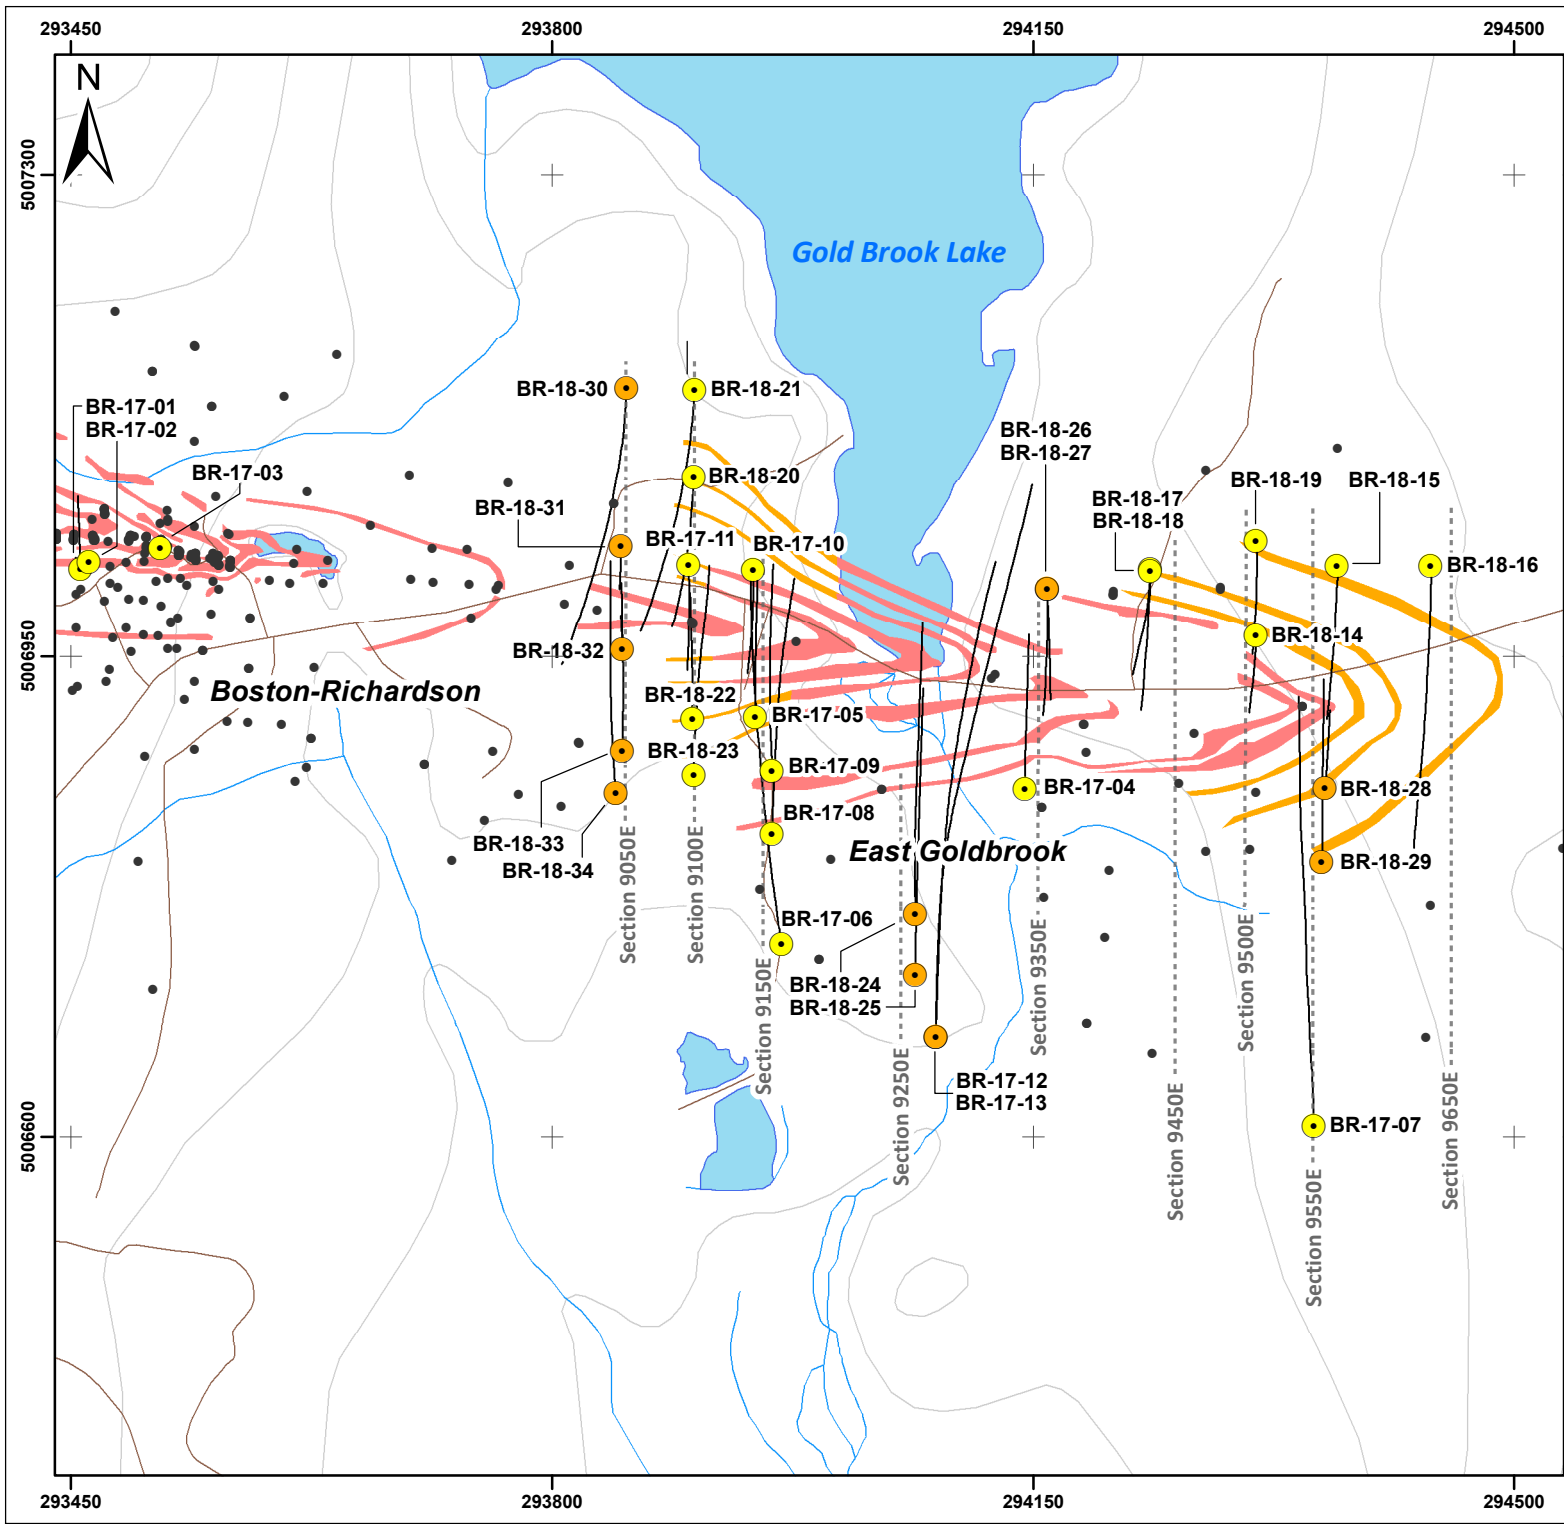 293450
293800
294150
294500
N
5007300
Gold Brook Lake
BR-18-30
BR-18-21
BR-17-01
BR-17-02
BR-18-26
BR-18-27
BR-17-03
BR-18-20
BR-18-19
BR-18-15
BR-18-31
BR-18-17
BR-18-18
BR-17-11
BR-17-10
BR-18-16
5006950
BR-18-14
BR-18-32
Boston-Richardson
BR-18-22
BR-17-05
BR-18-23
BR-17-09
BR-17-04
BR-18-28
BR-17-08
BR-18-33
BR-18-34
East Goldbrook
BR-18-29
Section 9050E
Section 9100E
BR-17-06
Section 9150E
BR-18-24
BR-18-25
Section 9350E
Section 9500E
BR-17-12
BR-17-13
Section 9250E
Section 9450E
BR-17-07
Section 9650E
5006600
Section 9550E
293450
293800
294150
294500